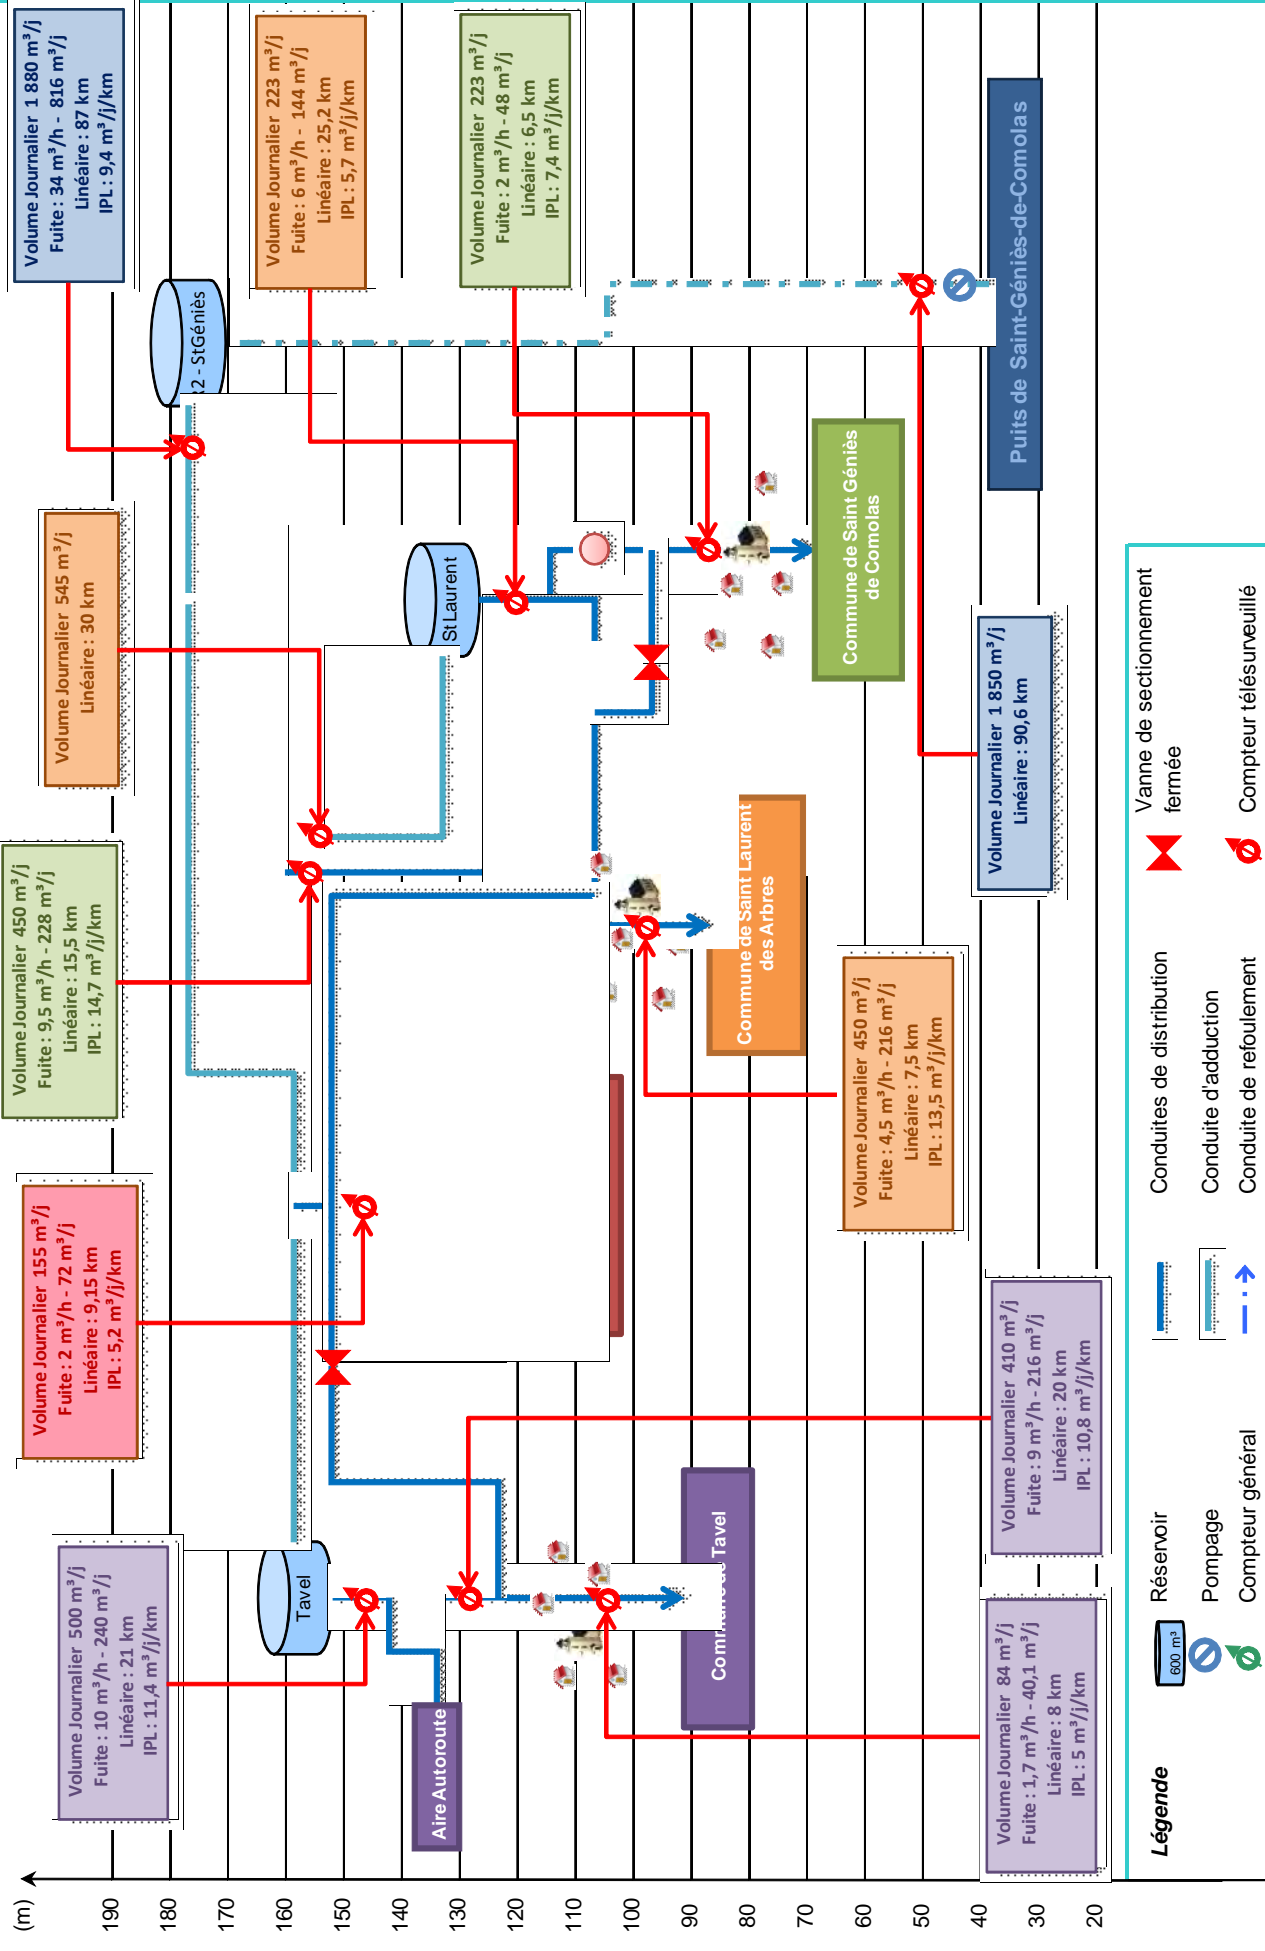 (m)
190
180
170
160
150
140
130
120
110
100
90
80
70
60
50
40
30
20
Volume Journalier 500 m³/j
Fuite : 10 m³/h - 240 m³/j
Linéaire : 21 km
IPL : 11,4 m³/j/km
Volume Journalier 155 m³/j
Fuite : 2 m³/h - 72 m³/j
Linéaire : 9,15 km
IPL : 5,2 m³/j/km
Volume Journalier 450 m³/j
Fuite : 9,5 m³/h - 228 m³/j
Linéaire : 15,5 km
IPL : 14,7 m³/j/km
Volume Journalier 545 m³/j
Linéaire : 30 km
Volume Journalier 1 880 m³/j
Fuite : 34 m³/h - 816 m³/j
Linéaire : 87 km
IPL : 9,4 m³/j/km
Volume Journalier 223 m³/j
Fuite : 6 m³/h - 144 m³/j
Linéaire : 25,2 km
IPL : 5,7 m³/j/km
Volume Journalier 223 m³/j
Fuite : 2 m³/h - 48 m³/j
Linéaire : 6,5 km
IPL : 7,4 m³/j/km
Tavel
St Laurent
2 - StGéniès
Aire Autoroute
Tavel
Commune de Saint Laurent
des Arbres
Commune de Saint Géniès
de Comolas
Puits de Saint-Géniès-de-Comolas
Volume Journalier 84 m³/j
Fuite : 1,7 m³/h - 40,1 m³/j
Linéaire : 8 km
IPL : 5 m³/j/km
Volume Journalier 410 m³/j
Fuite : 9 m³/h - 216 m³/j
Linéaire : 20 km
IPL : 10,8 m³/j/km
Volume Journalier 450 m³/j
Fuite : 4,5 m³/h - 216 m³/j
Linéaire : 7,5 km
IPL : 13,5 m³/j/km
Volume Journalier 1 850 m³/j
Linéaire : 90,6 km
Légende
600 m³
Réservoir
Pompage
Compteur général
Conduites de distribution
Conduite d'adduction
Conduite de refoulement
Vanne de sectionnement
fermée
Compteur télésurveuillé